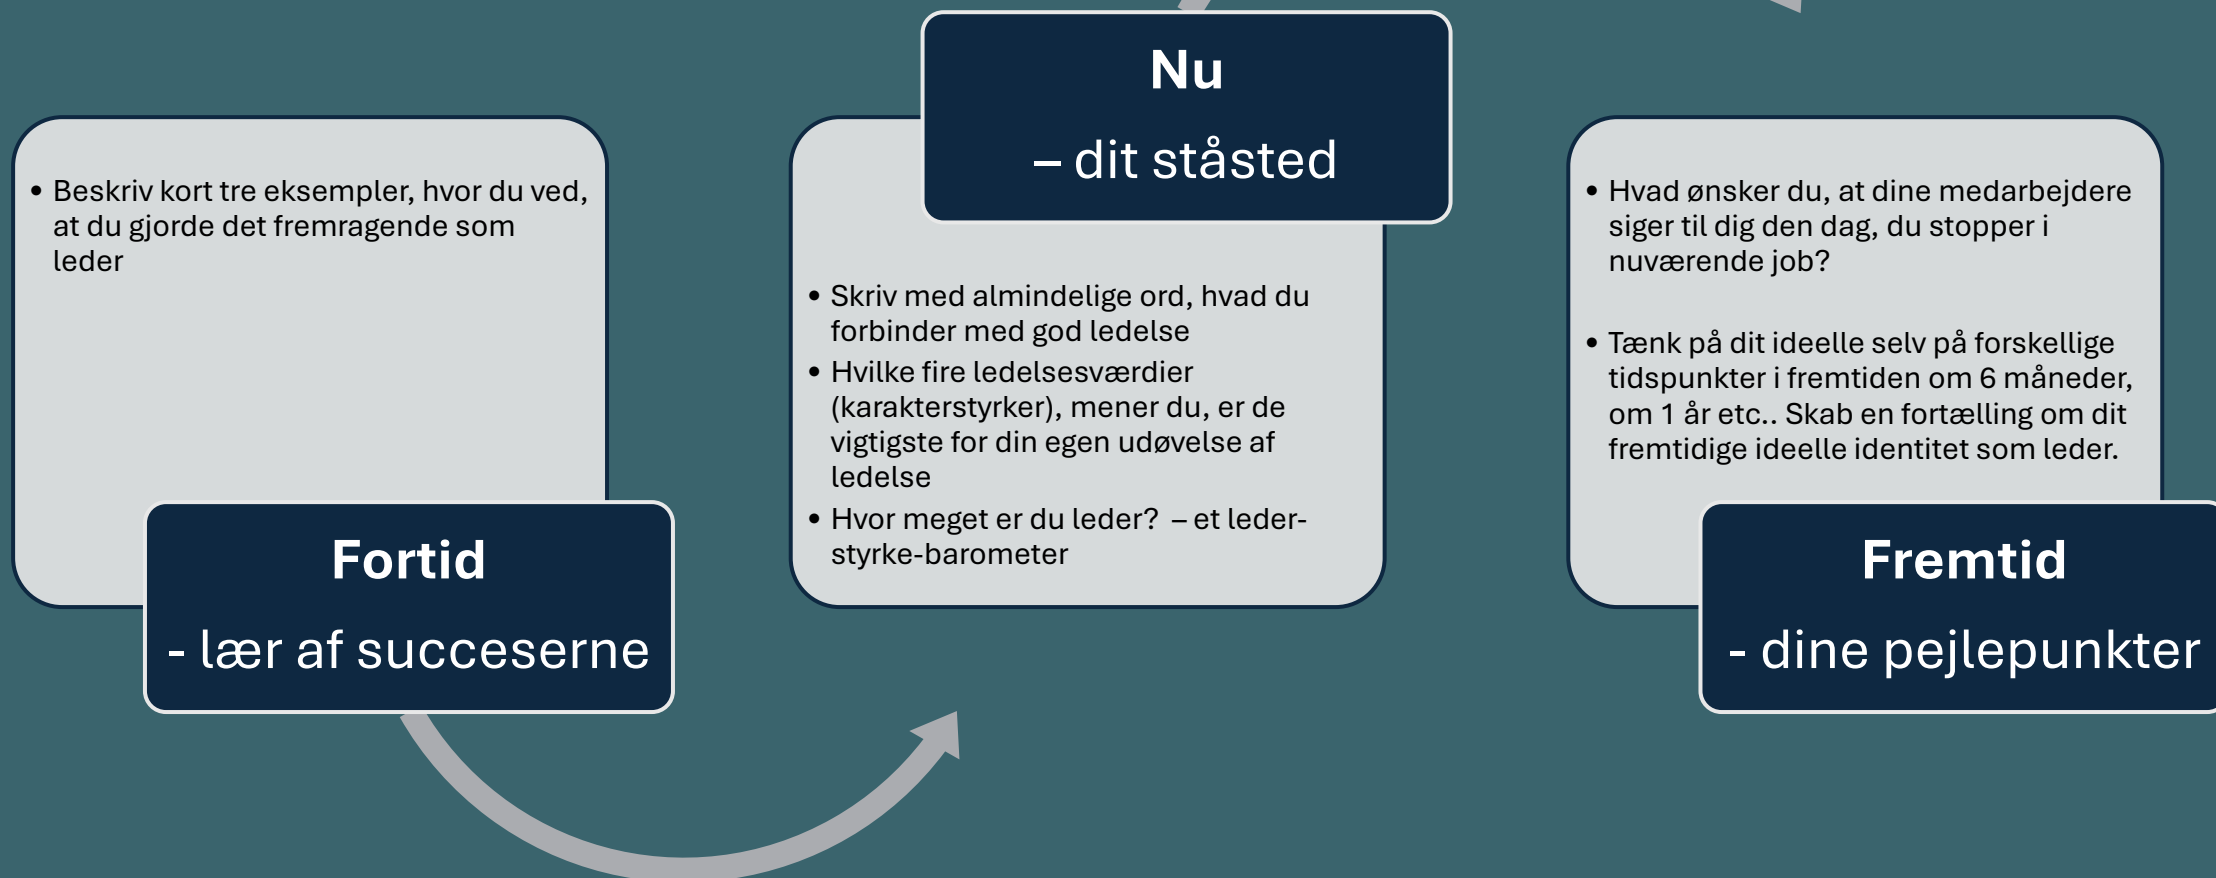 • Beskriv kort tre eksempler, hvor du ved,
at du gjorde det fremragende som
leder
Fortid
- lær af succeserne
Nu
– dit ståsted
• Skriv med almindelige ord, hvad du
forbinder med god ledelse
• Hvilke fire ledelsesværdier
(karakterstyrker), mener du, er de
vigtigste for din egen udøvelse af
ledelse
• Hvor meget er du leder? – et leder-
styrke-barometer
• Hvad ønsker du, at dine medarbejdere
siger til dig den dag, du stopper i
nuværende job?
• Tænk på dit ideelle selv på forskellige
tidspunkter i fremtiden om 6 måneder,
om 1 år etc.. Skab en fortælling om dit
fremtidige ideelle identitet som leder.
Fremtid
- dine pejlepunkter